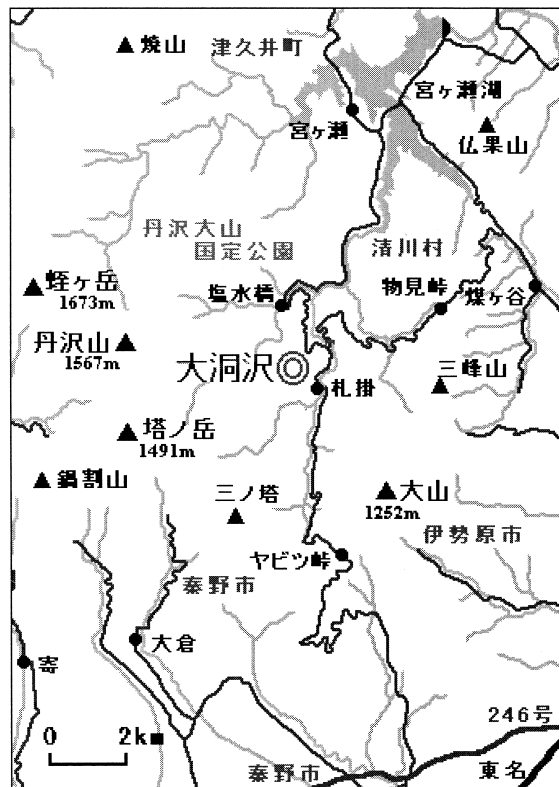 焼山
津久井町
宮ヶ瀬湖
宮ヶ瀬
仏果山
丹沢大山
国定公園
清川村
蛭ヶ岳
1673m
塩水橋
物見峠
煤ヶ谷
丹沢山
1567m
大洞沢
札掛
三峰山
塔ノ岳
1491m
鍋割山
三ノ塔
大山
1252m
伊勢原市
ヤビツ峠
秦野市
大倉
寄
246号
0 2km
秦野市
東名